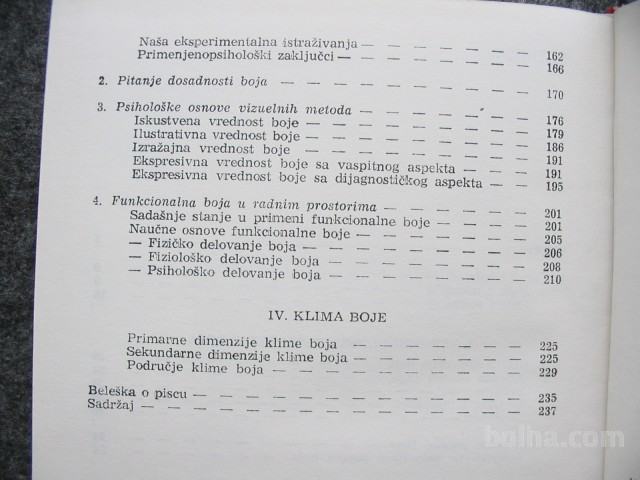 Naša eksperimentalna istraživanja — — — — — — — 162
Primenjenopsihološki zaključci — — — — — — — 166
2. Pitanje dosadnosti boja — — — — — — — — — 170
3. Psihološke osnove vizuelnih metoda — — — — — — 176
Iskustvena vrednost boje — — — — — — — — 176
Ilustrativna vrednost boje — — — — — — — — 179
Izražajna vrednost boje — — — — — — — — 186
Ekspresivna vrednost boje sa vaspitnog aspekta — — — 191
Ekspresivna vrednost boje sa dijagnostičkog aspekta — — 195
4. Funkcionalna boja u radnim prostorima — — — — — 201
Sadašnje stanje u primeni funkcionalne boje — — — — 201
Naučne osnove funkcionalne boje — — — — — — 205
— Fizičko delovanje boja — — — — — — — — 206
— Fiziološko delovanje boja — — — — — — — 208
— Psihološko delovanje boja — — — — — — — 210
IV. KLIMA BOJE
Primarne dimenzije klime boja — — — — — — — 225
Sekundarne dimenzije klime boja — — — — — — 225
Područje klime boja — — — — — — — — — 229
Beleška o piscu — — — — — — — — — — — 235
Sadržaj — — — — — — — — — — — — — 237
bolha.com